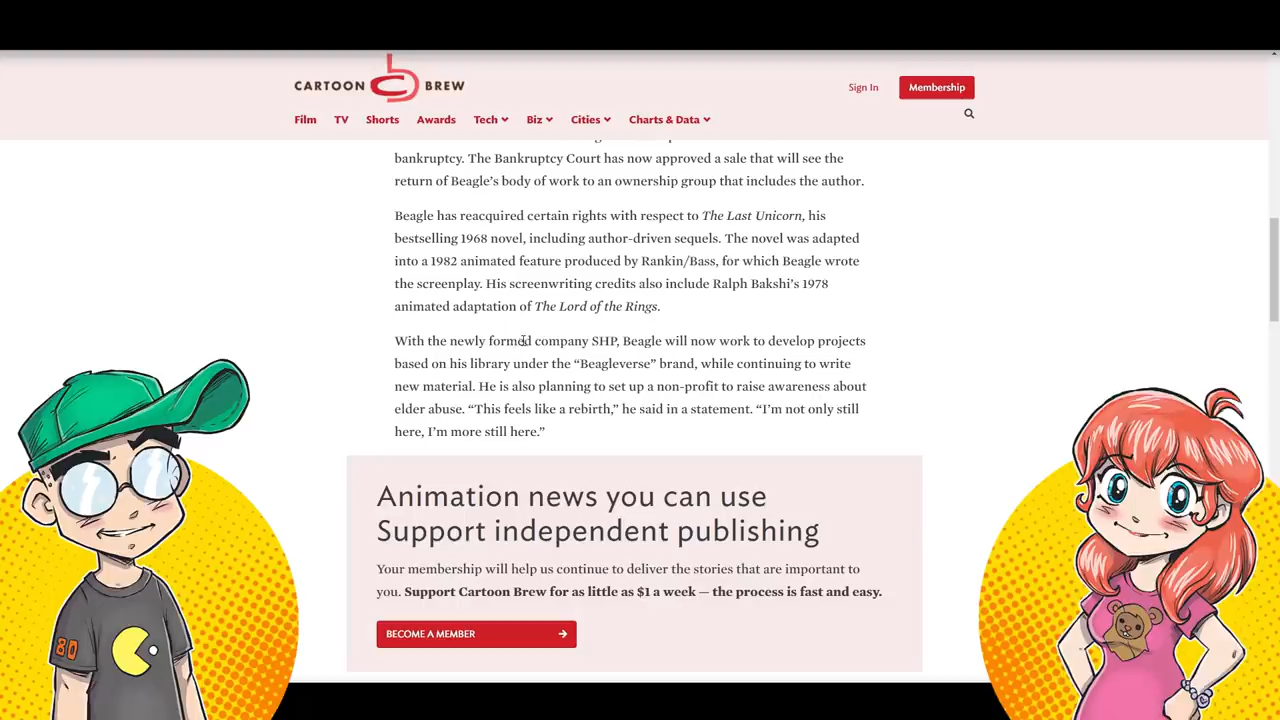 CARTOON BREW
Sign In
Membership
Film TV Shorts Awards Tech Biz Cities Charts & Data
bankruptcy. The Bankruptcy Court has now approved a sale that will see the
return of Beagle’s body of work to an ownership group that includes the author.
Beagle has reacquired certain rights with respect to The Last Unicorn, his
bestselling 1968 novel, including author-driven sequels. The novel was adapted
into a 1982 animated feature produced by Rankin/Bass, for which Beagle wrote
the screenplay. His screenwriting credits also include Ralph Bakshi’s 1978
animated adaptation of The Lord of the Rings.
With the newly formed company SHP, Beagle will now work to develop projects
based on his library under the “Beagleverse” brand, while continuing to write
new material. He is also planning to set up a non-profit to raise awareness about
elder abuse. “This feels like a rebirth,” he said in a statement. “I’m not only still
here, I’m more still here.”
Animation news you can use
Support independent publishing
Your membership will help us continue to deliver the stories that are important to
you. Support Cartoon Brew for as little as $1 a week — the process is fast and easy.
BECOME A MEMBER
80